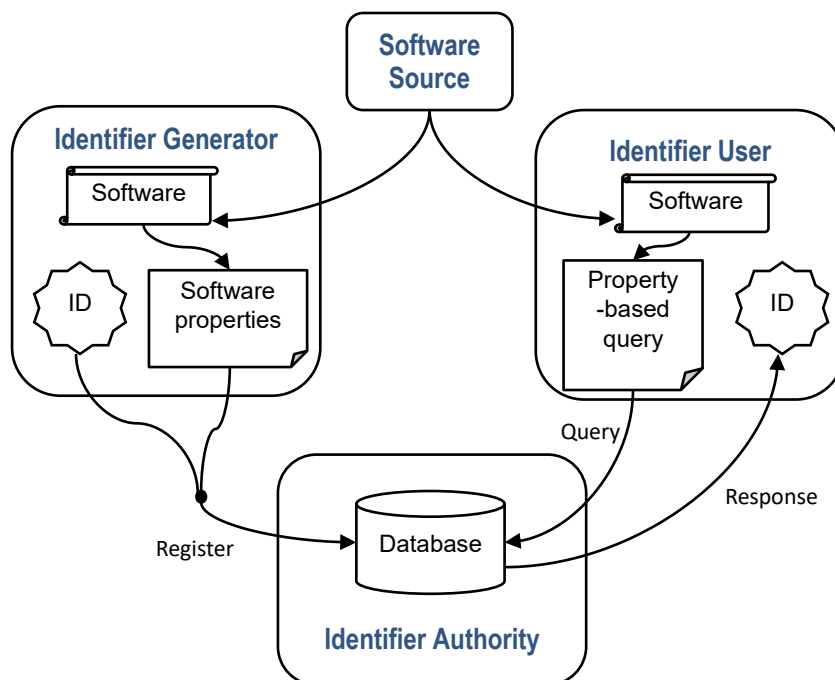 Software
Source
Identifier Generator
Software
ID
Software
properties
Identifier User
Software
Property
-based
query
ID
Query
Response
Register
Database
Identifier Authority